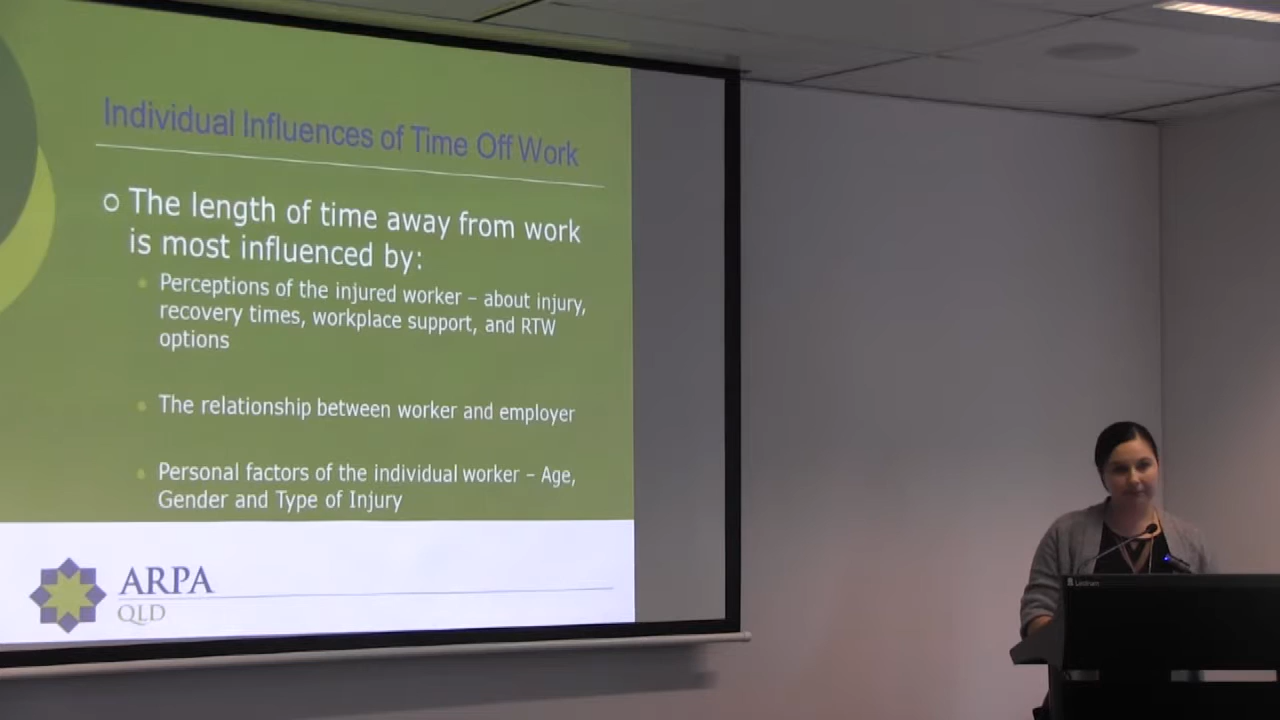 Individual Influences of Time Off Work
The length of time away from work
is most influenced by:
Perceptions of the injured worker – about injury,
recovery times, workplace support, and RTW
options
The relationship between worker and employer
Personal factors of the individual worker – Age,
Gender and Type of Injury
ARPA
QLD